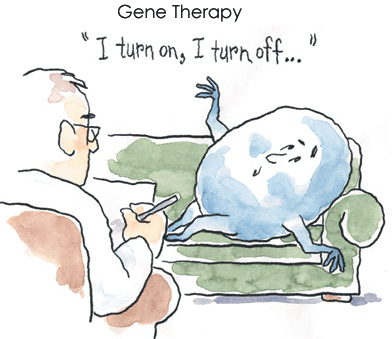 Gene Therapy
"I turn on, I turn off..."